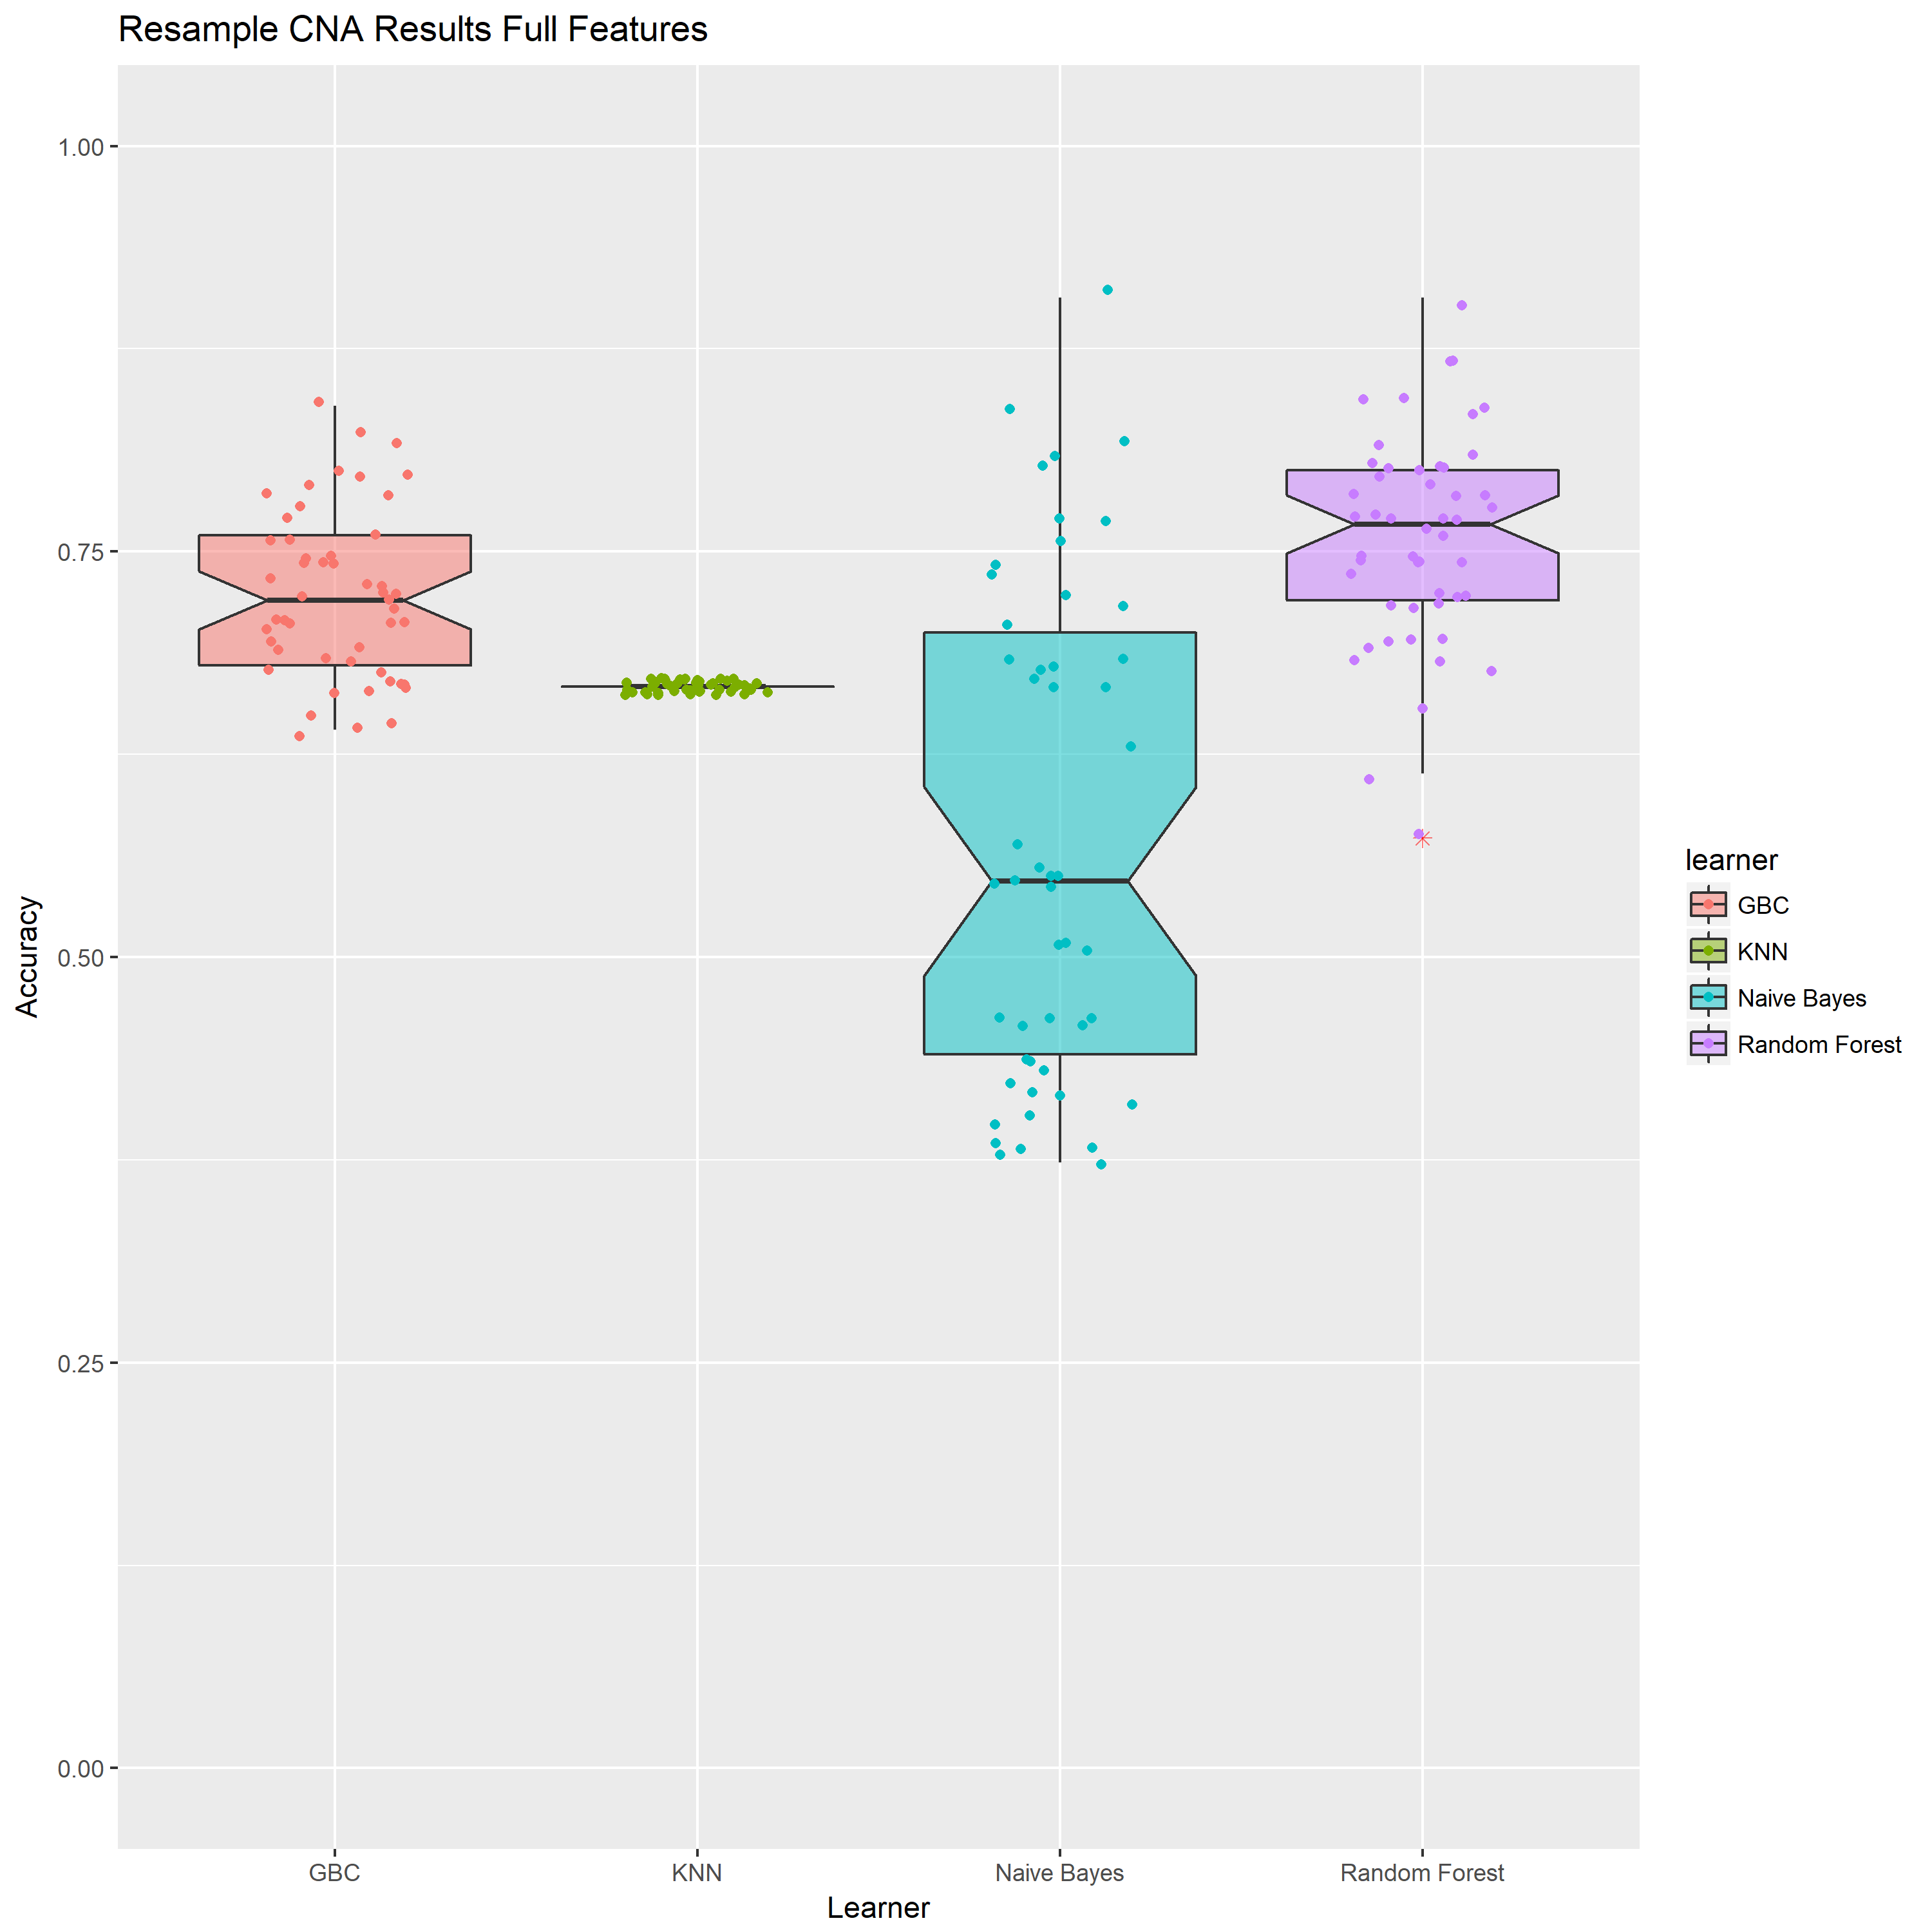 Resample CNA Results Full Features
1.00
0.75
0.50
0.25
0.00
Accuracy
GBC
KNN
Naive Bayes
Random Forest
Learner
learner
GBC
KNN
Naive Bayes
Random Forest